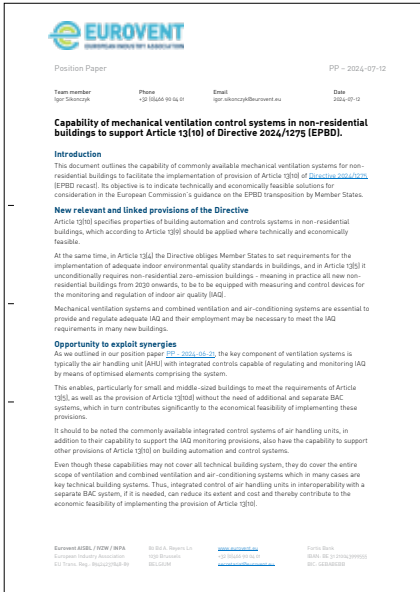 EUROVENT
EUROPEAN INDUSTRY ASSOCIATION
Position Paper
PP - 2024-07-12
Team member
Phone
Email
Date
Igor Sikonczyk
+32 (0)466 90 04 01
igor.sikonczyk@eurovent.eu
2024-07-12
Capability of mechanical ventilation control systems in non-residential
buildings to support Article 13(10) of Directive 2024/1275 (EPBD).
Introduction
This document outlines the capability of commonly available mechanical ventilation systems for non-
residential buildings to facilitate the implementation of provision of Article 13(10) of Directive 2024/1275
(EPBD recast). Its objective is to indicate technically and economically feasible solutions for
consideration in the European Commission's guidance on the EPBD transposition by Member States.
New relevant and linked provisions of the Directive
Article 13(10) specifies properties of building automation and controls systems in non-residential
buildings, which according to Article 13(9) should be applied where technically and economically
feasible.
At the same time, in Article 13(4) the Directive obliges Member States to set requirements for the
implementation of adequate indoor environmental quality standards in buildings, and in Article 13(5) it
unconditionally requires non-residential zero-emission buildings - meaning in practice all new
non-residential buildings from 2030 onwards, to be to be equipped with measuring and control devices for
the monitoring and regulation of indoor air quality (IAQ).
Mechanical ventilation systems and combined ventilation and air-conditioning systems are essential to
provide and regulate adequate IAQ and their employment may be necessary to meet the IAQ
requirements in many new buildings.
Opportunity to exploit synergies
As we outlined in our position paper PP - 2024-06-21, the key component of ventilation systems is
typically the air handling unit (AHU) with integrated controls capable of regulating and monitoring IAQ
by means of optimised elements comprising the system.
This enables, particularly for small and middle-sized buildings to meet the requirements of Article
13(5), as well as the provision of Article 13(10d) without the need of additional and separate BAC
systems, which in turn contributes significantly to the economical feasibility of implementing these
provisions.
It should to be noted the commonly available integrated control systems of air handling units, in
addition to their capability to support the IAQ monitoring provisions, also have the capability to support
other provisions of Article 13(10) on building automation and control systems.
Even though these capabilities may not cover all technical building system, they do cover the entire
scope of ventilation and combined ventilation and air-conditioning systems which in many cases are
key technical building systems. Thus, integrated control of air handling units in interoperability with a
separate BAC system, if it is needed, can reduce its extent and cost and thereby contribute to the
economic feasibility of implementing the provision of Article 13(10).
Eurovent AISBL / IVZW / INPA
European Industry Association
1030 Brussels
BELGIUM
www.eurovent.eu
secretariat@eurovent.eu
Fortis Bank